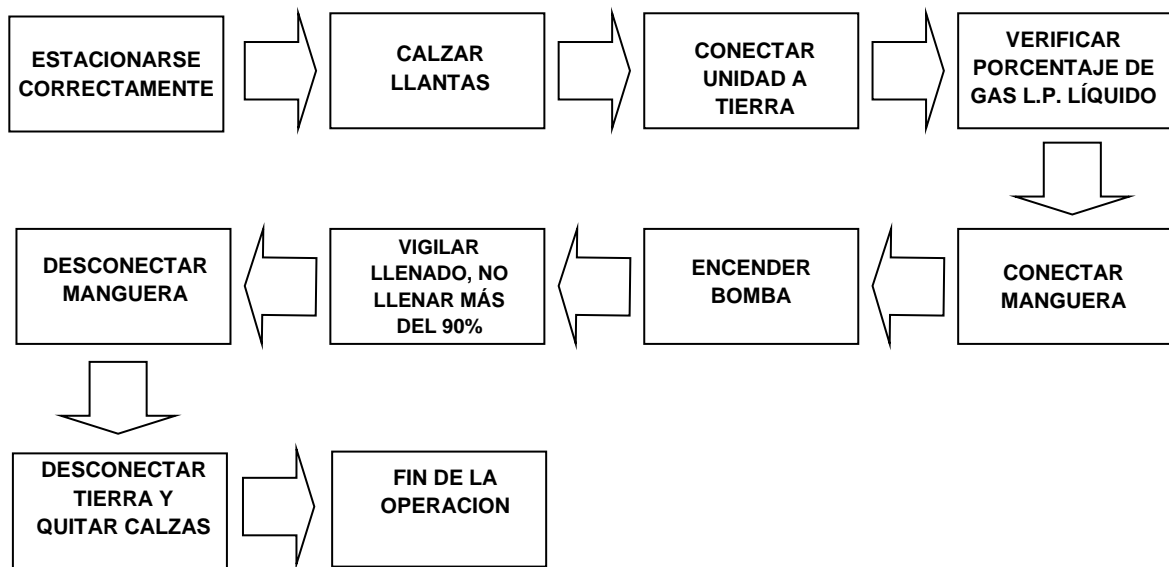 ESTACIONARSE
CORRECTAMENTE
CALZAR
LLANTAS
CONECTAR
UNIDAD A
TIERRA
VERIFICAR
PORCENTAJE DE
GAS L.P. LÍQUIDO
CONECTAR
MANGUERA
ENCENDER
BOMBA
VIGILAR
LLENADO, NO
LLENAR MÁS
DEL 90%
DESCONECTAR
MANGUERA
DESCONECTAR
TIERRA Y
QUITAR CALZAS
FIN DE LA
OPERACION